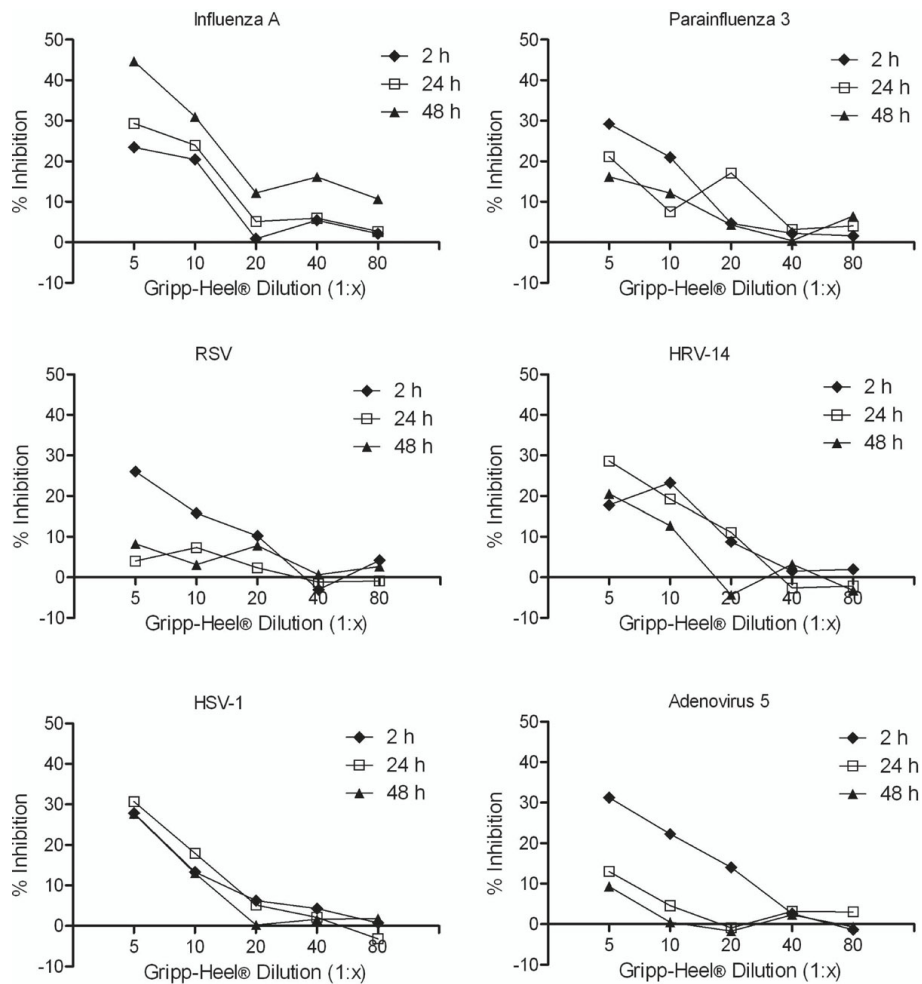 Influenza A
50
40
30
20
10
0
-10
% Inhibition
2 h
24 h
48 h
5 10 20 40 80
Gripp-Heel® Dilution (1:x)
Parainfluenza 3
50
40
30
20
10
0
-10
% Inhibition
2 h
24 h
48 h
5 10 20 40 80
Gripp-Heel® Dilution (1:x)
RSV
50
40
30
20
10
0
-10
% Inhibition
2 h
24 h
48 h
5 10 20 40 80
Gripp-Heel® Dilution (1:x)
HRV-14
50
40
30
20
10
0
-10
% Inhibition
2 h
24 h
48 h
5 10 20 40 80
Gripp-Heel® Dilution (1:x)
HSV-1
50
40
30
20
10
0
-10
% Inhibition
2 h
24 h
48 h
5 10 20 40 80
Gripp-Heel® Dilution (1:x)
Adenovirus 5
50
40
30
20
10
0
-10
% Inhibition
2 h
24 h
48 h
5 10 20 40 80
Gripp-Heel® Dilution (1:x)